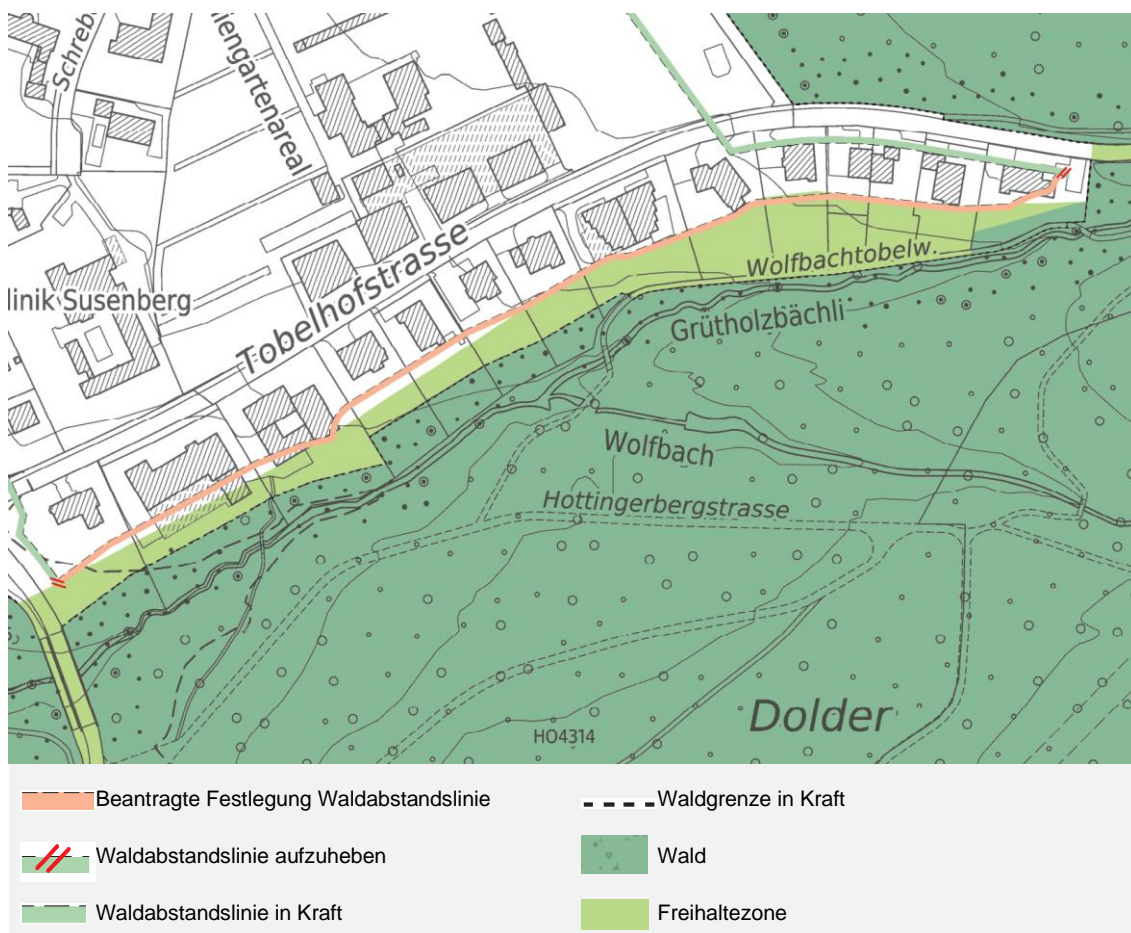 Schreb
iengartenareal
linik Susenberg
Tobelhofstrasse
Wolfbachtobelw.
Grütholzbächli
Wolfbach
Hottingerbergstrasse
Dolder
HO4314
Beantragte Festlegung Waldabstandslinie
Waldgrenze in Kraft
Waldabstandslinie aufzuheben
Wald
Waldabstandslinie in Kraft
Freihaltezone